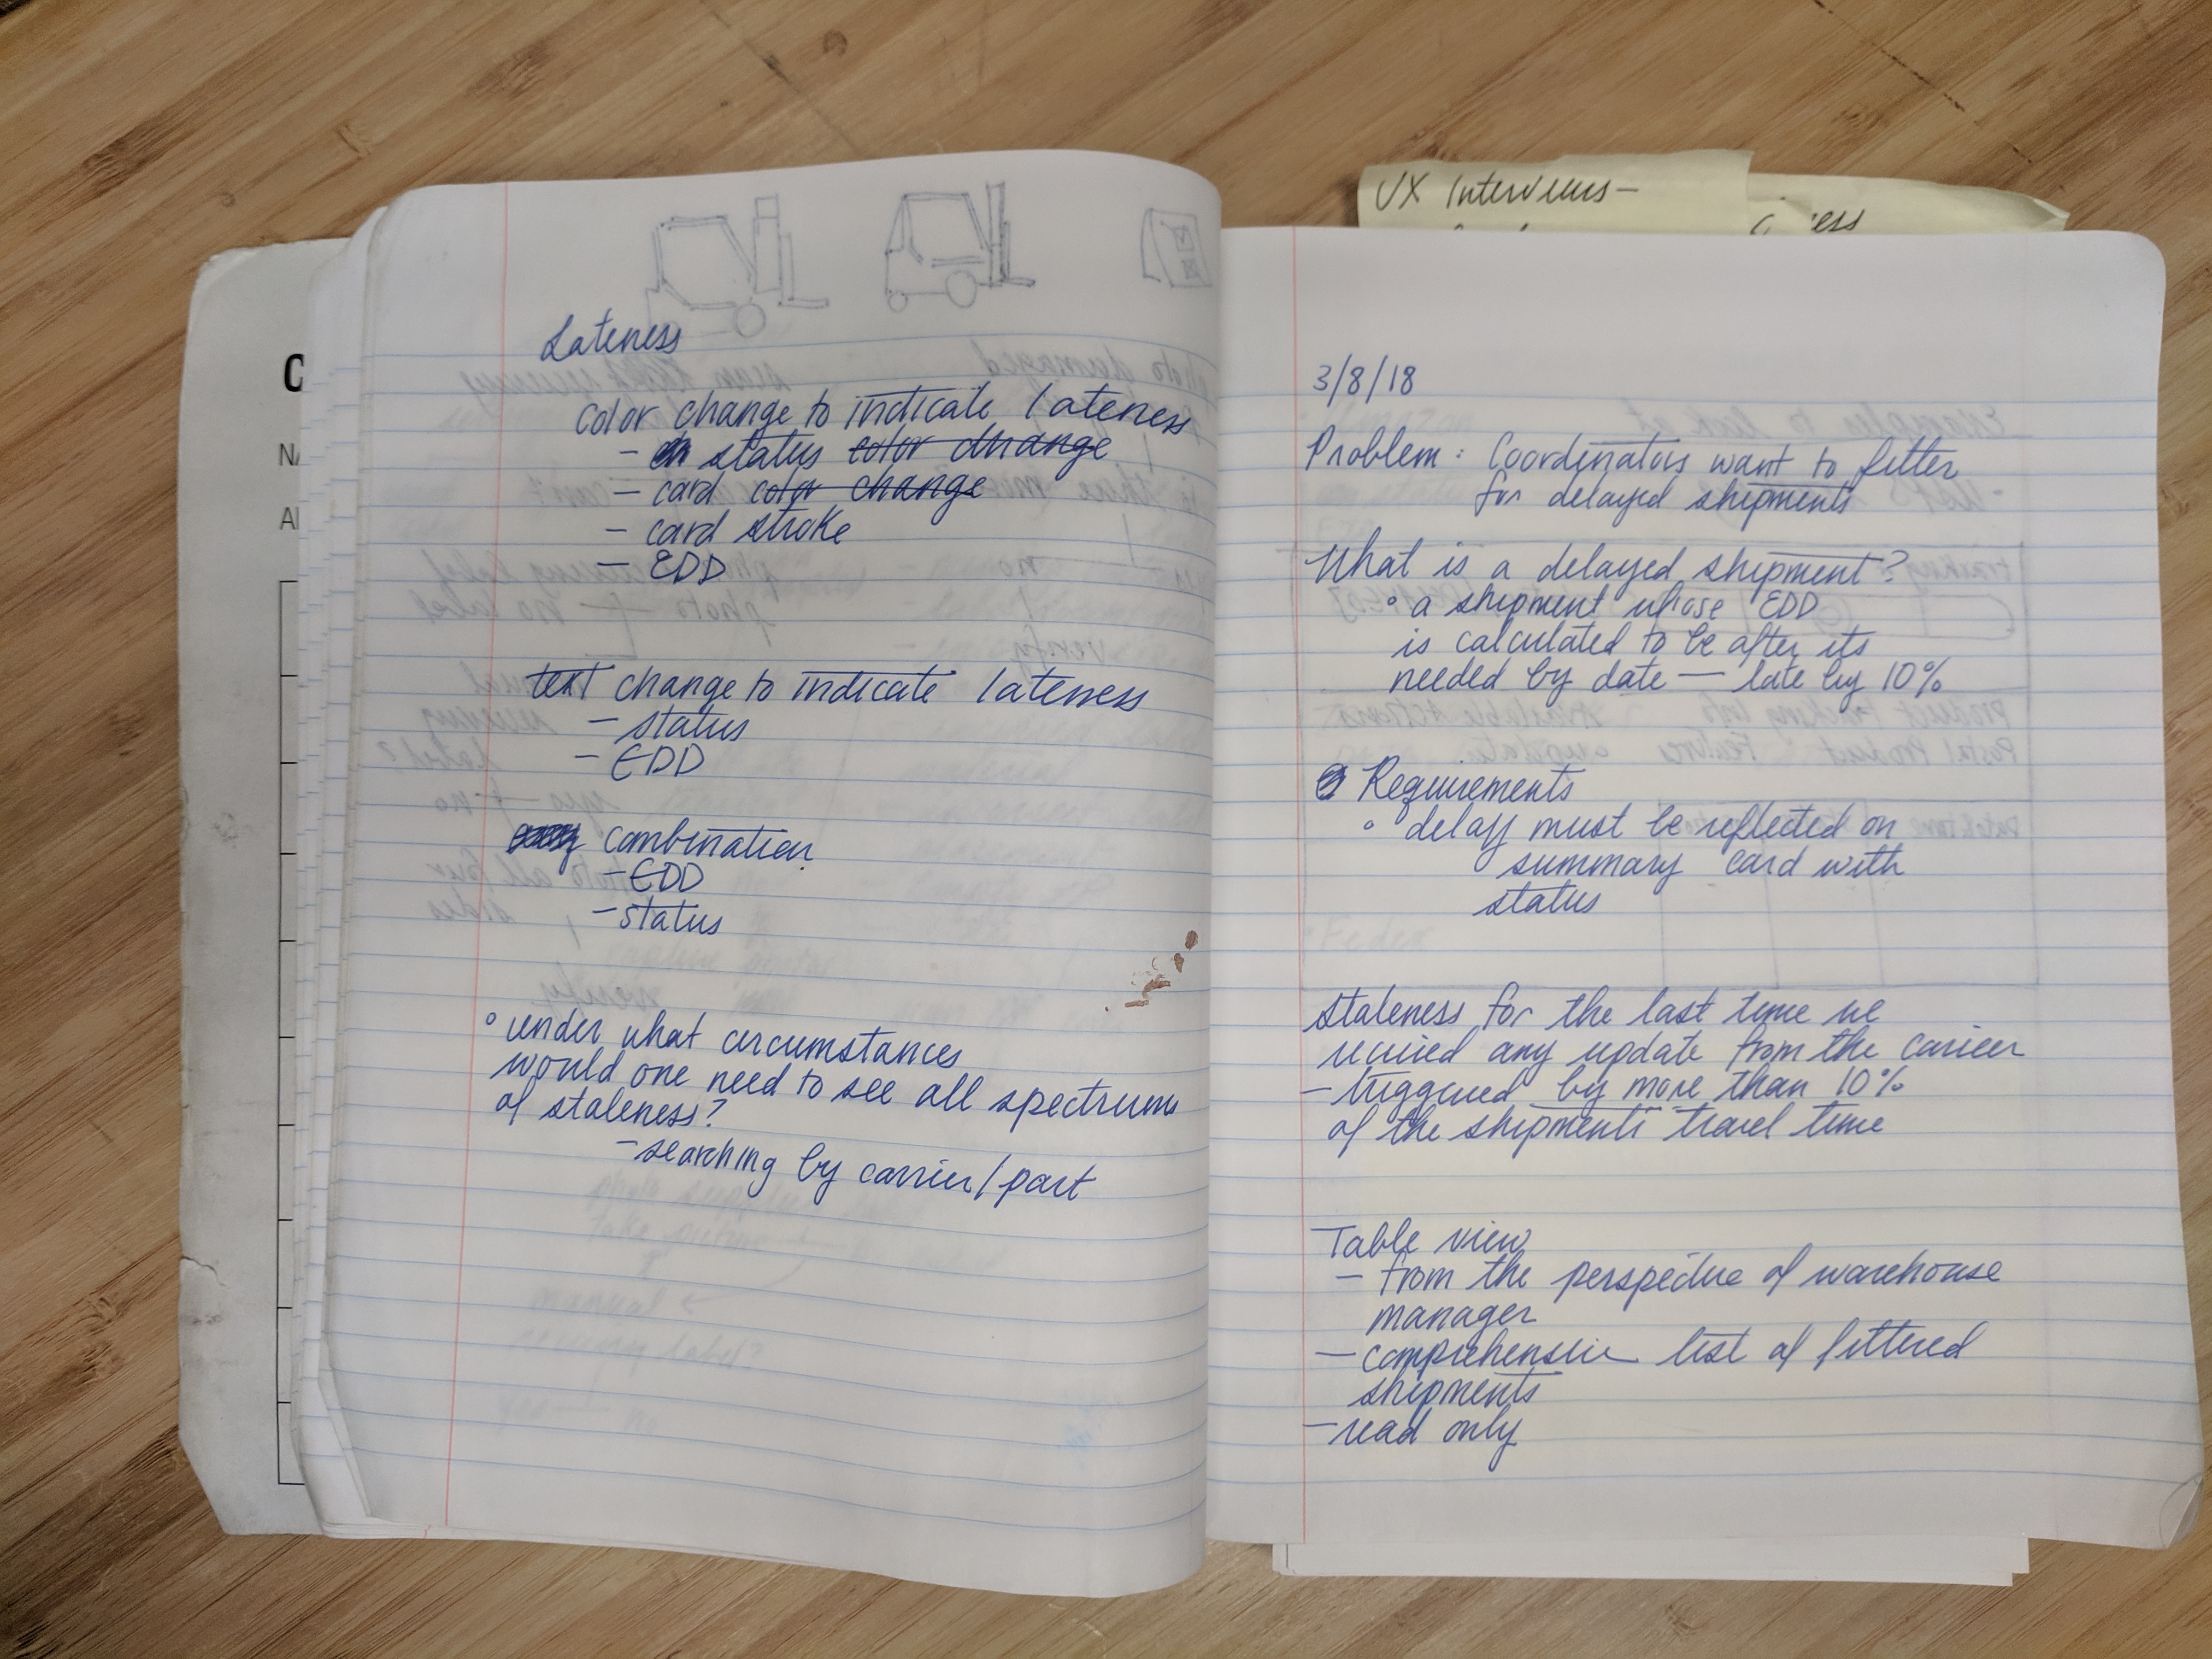 Lateness
Color change to indicate lateness
- status color change
- card color change
- card stroke
- EDD
text change to indicate lateness
- status
- EDD
combination
- EDD
- status
° under what circumstances
would one need to see all spectrums
of staleness?
- searching by carrier/part
UX Interviews -
3/8/18
Problem: Coordinators want to filter
for delayed shipments
What is a delayed shipment?
° a shipment whose EDD
is calculated to be after its
needed by date — late by 10%
Requirements
° delay must be reflected on
summary card with
status
Staleness for the last time we
received any update from the carrier
- triggered by more than 10%
of the shipments travel time
Table view
- from the perspective of warehouse
manager
- comprehensive list of filtered
shipments
- read only
C